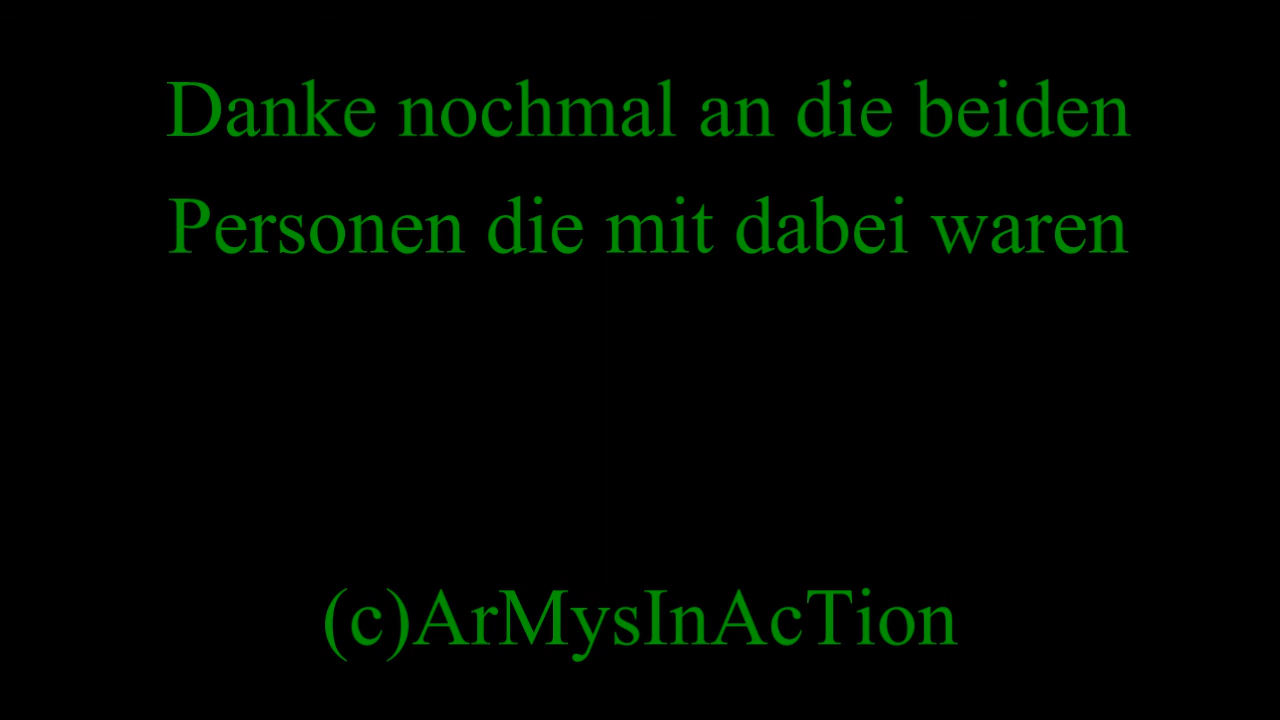 Danke nochmal an die beiden
Personen die mit dabei waren
(c)ArMysInAcTion